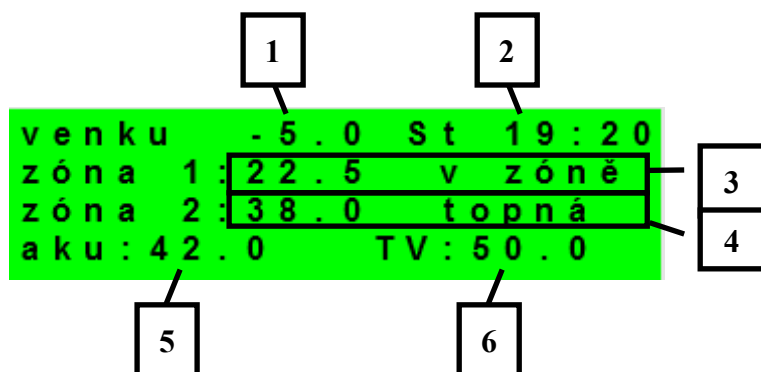 1 2
venku -5.0 St 19:20
zóna 1:22.5 v zóně
3
zóna 2:38.0 topná
4
aku:42.0 TV:50.0
5 6